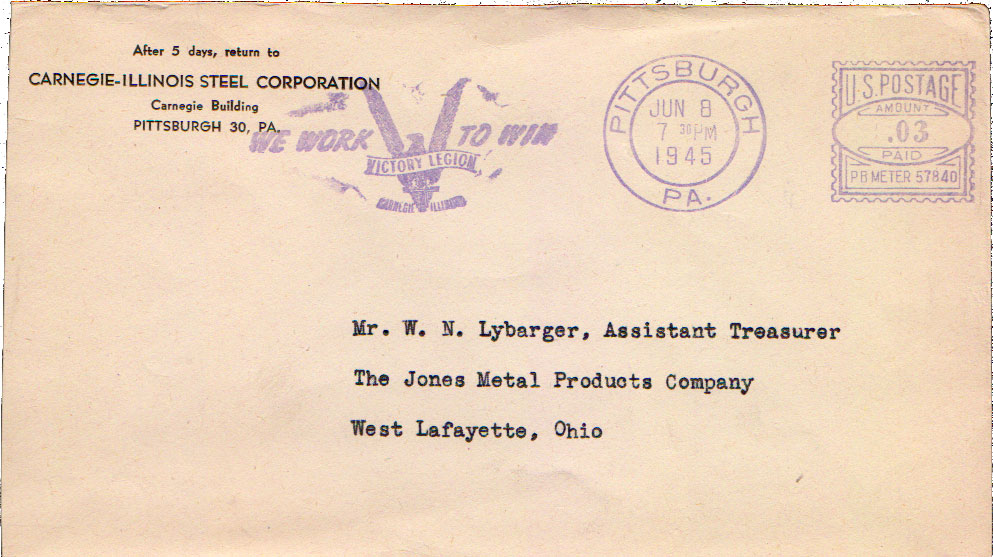 After 5 days, return to
CARNEGIE-ILLINOIS STEEL CORPORATION
Carnegie Building
PITTSBURGH 30, PA.
WE WORK TO WIN
VICTORY LEGION
CARNEGIE ILLINOIS
PITTSBURGH
JUN 8
7 30PM
1945
PA.
U.S. POSTAGE
AMOUNT
.03
PAID
PB METER 57840
Mr. W. N. Lybarger, Assistant Treasurer
The Jones Metal Products Company
West Lafayette, Ohio